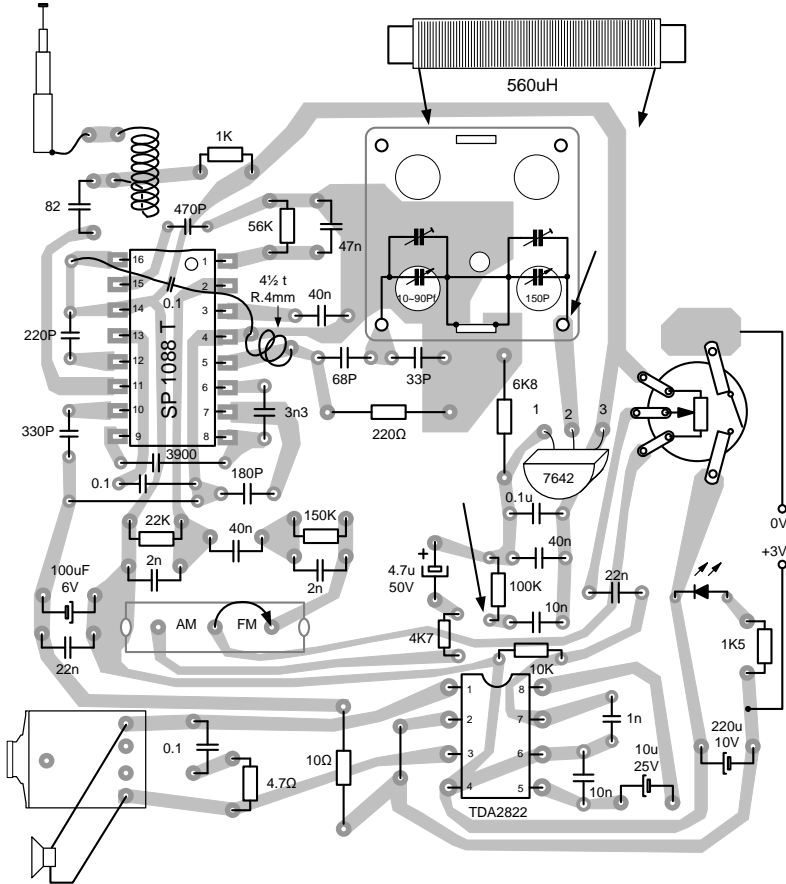 560uH
1K
82
470P
56K
47n
10~90Pf
150P
16
15
14
13
12
11
10
9
1
2
3
4
5
6
7
8
SP 1088 T
0.1
4½ t
R.4mm
40n
220P
68P
33P
6K8
1
2
3
330P
3n3
220Ω
7642
3900
0.1
180P
0.1u
0V
+3V
22K
40n
150K
2n
2n
4.7u
50V
+
40n
100K
22n
10n
100uF
6V
AM
FM
22n
4K7
10K
1K5
1
2
3
4
8
7
6
5
1n
0.1
10Ω
4.7Ω
10u
25V
10n
220u
10V
TDA2822